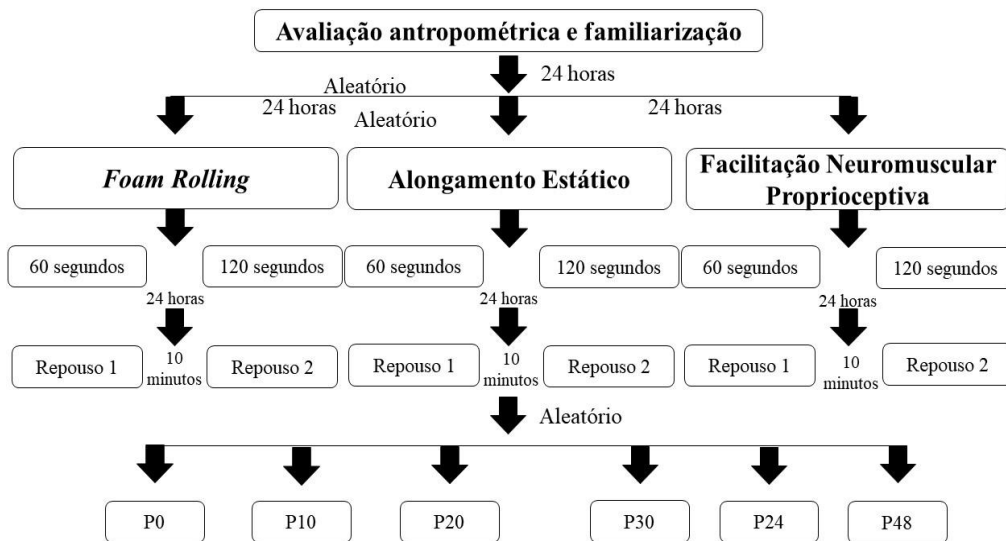 Avaliação antropométrica e familiarização
24 horas
Aleatório
24 horas
Aleatório
24 horas
Foam Rolling
Alongamento Estático
Facilitação Neuromuscular
Proprioceptiva
60 segundos
120 segundos
60 segundos
120 segundos
60 segundos
120 segundos
24 horas
24 horas
24 horas
Repouso 1
10
minutos
Repouso 2
Repouso 1
10
minutos
Repouso 2
Repouso 1
10
minutos
Repouso 2
Aleatório
P0
P10
P20
P30
P24
P48